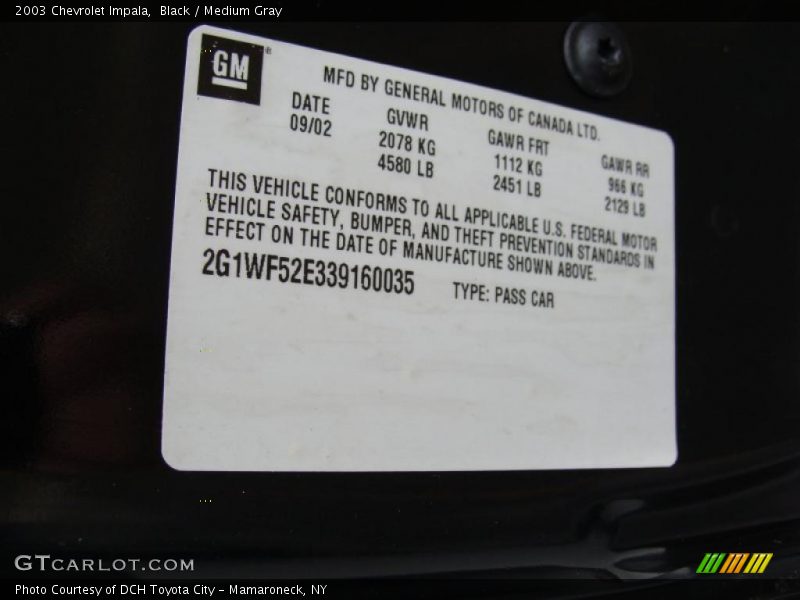 2003 Chevrolet Impala, Black / Medium Gray
GM®
MFD BY GENERAL MOTORS OF CANADA LTD.
DATE GVWR GAWR FRT GAWR RR
09/02 2078 KG 1112 KG 966 KG
4580 LB 2451 LB 2129 LB
THIS VEHICLE CONFORMS TO ALL APPLICABLE U.S. FEDERAL MOTOR
VEHICLE SAFETY, BUMPER, AND THEFT PREVENTION STANDARDS IN
EFFECT ON THE DATE OF MANUFACTURE SHOWN ABOVE.
2G1WF52E339160035 TYPE: PASS CAR
GTCARLOT.COM
Photo Courtesy of DCH Toyota City - Mamaroneck, NY